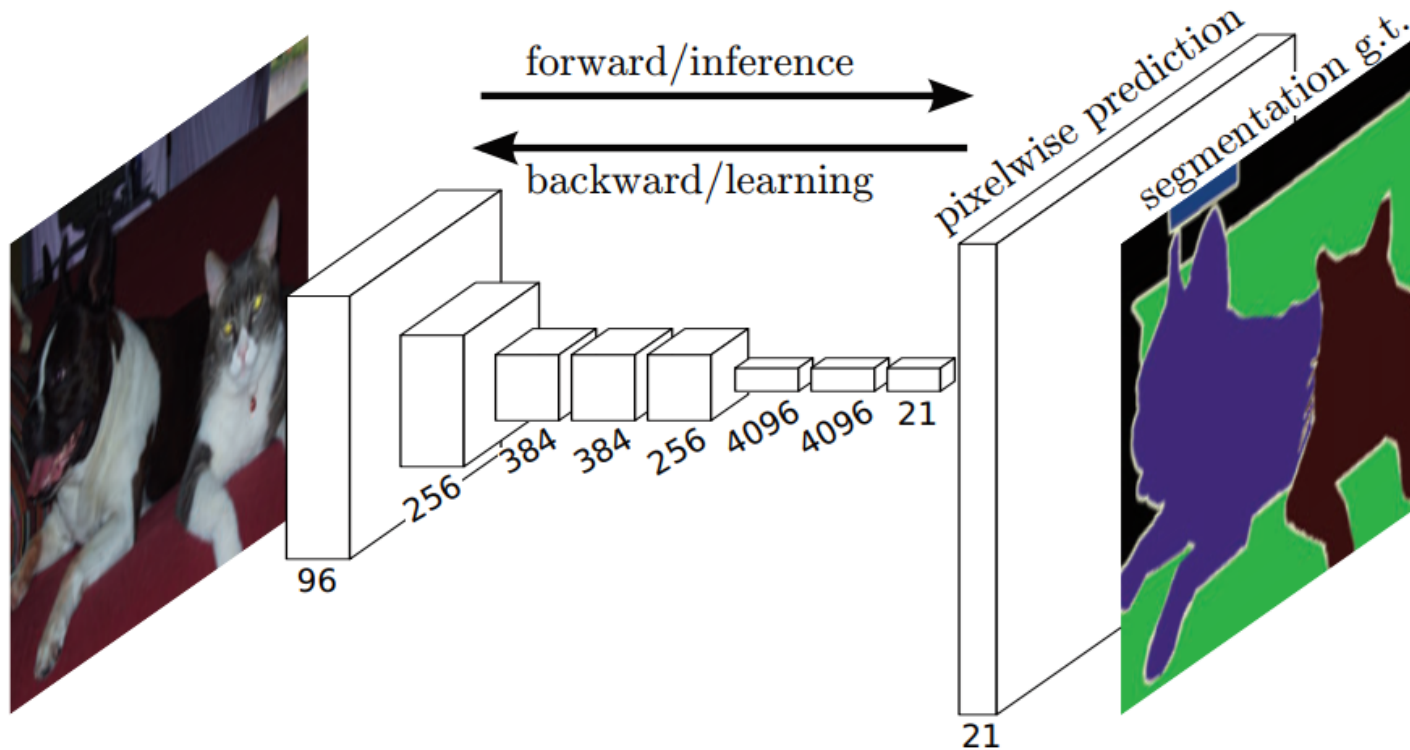 forward/inference
backward/learning
pixelwise prediction
segmentation g.t.
96
256
384
384
256
4096
4096
21
21